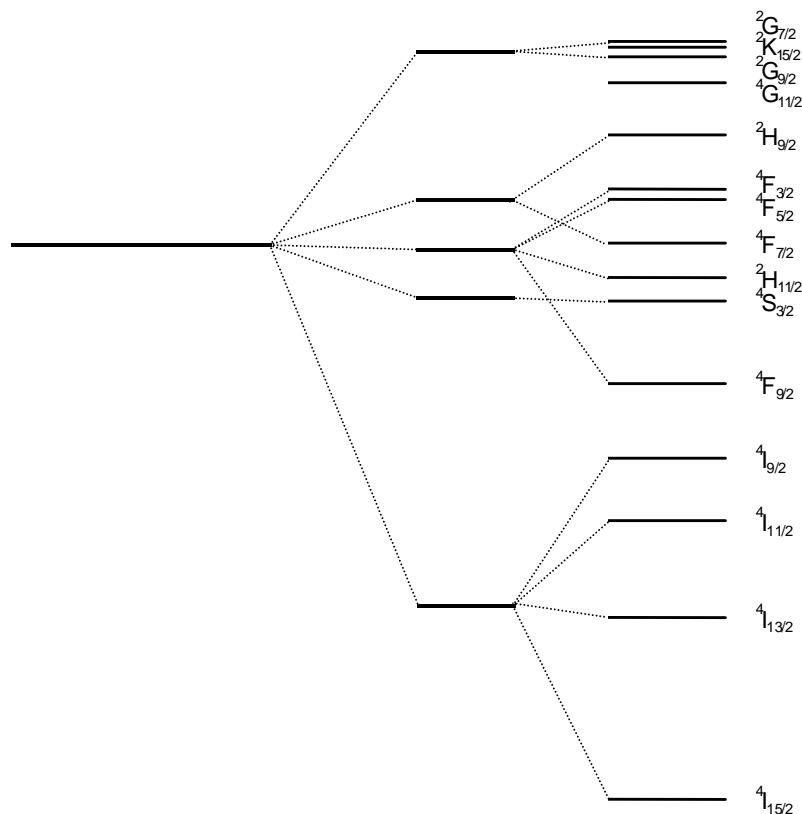 ²G₇/₂
²K₁₅/₂
²G₉/₂
⁴G₁₁/₂
²H₉/₂
⁴F₃/₂
⁴F₅/₂
⁴F₇/₂
²H₁₁/₂
⁴S₃/₂
⁴F₉/₂
⁴I₉/₂
⁴I₁₁/₂
⁴I₁₃/₂
⁴I₁₅/₂